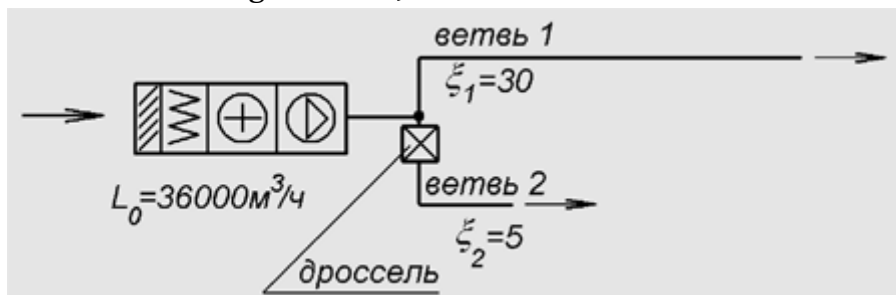 ветвь 1
ξ₁=30
L₀=36000м³/ч
ветвь 2
ξ₂=5
дроссель